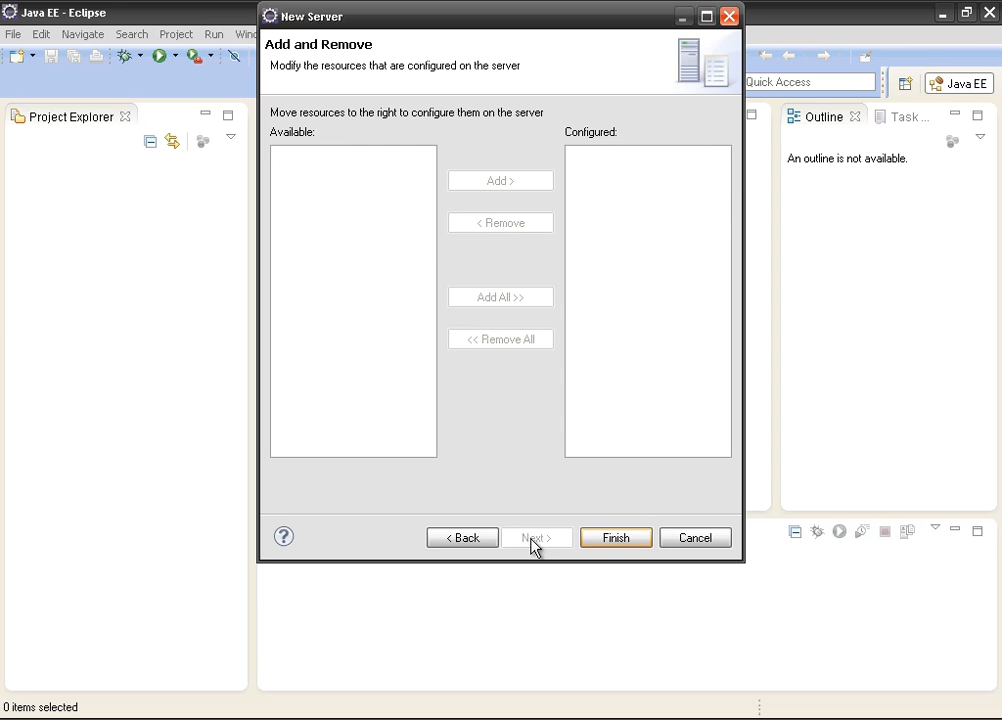 Java EE - Eclipse
File Edit Navigate Search Project Run
New Server
Add and Remove
Modify the resources that are configured on the server
Quick Access
Java EE
Project Explorer
Outline
Task ...
Move resources to the right to configure them on the server
Available:
Configured:
An outline is not available.
Add >
< Remove
Add All >>
<< Remove All
< Back
Next >
Finish
Cancel
0 items selected